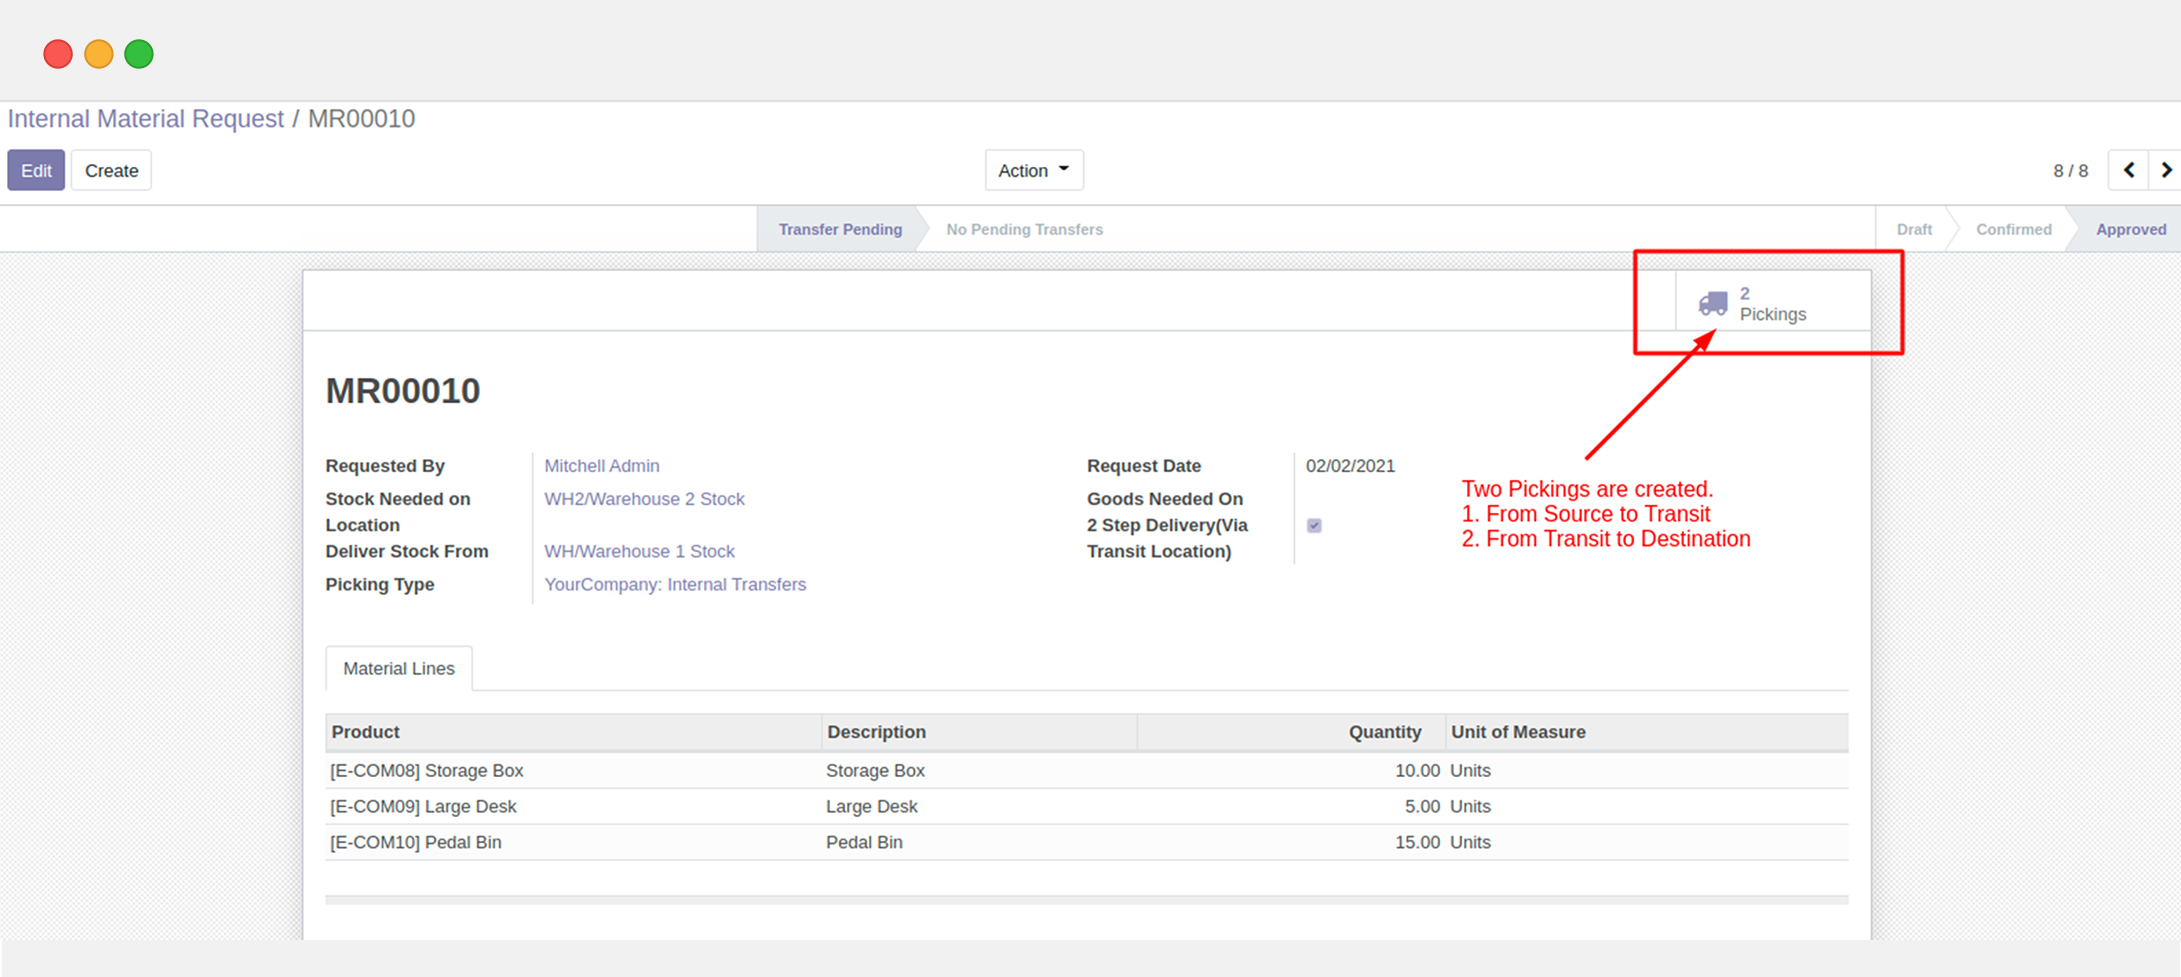 Internal Material Request / MR00010
Edit Create Action 8 / 8
Transfer Pending No Pending Transfers Draft Confirmed Approved
2
Pickings
MR00010
Requested By Mitchell Admin
Stock Needed on Location WH2/Warehouse 2 Stock
Deliver Stock From WH/Warehouse 1 Stock
Picking Type YourCompany: Internal Transfers
Request Date 02/02/2021
Goods Needed On
2 Step Delivery(Via
Transit Location)
Two Pickings are created.
1. From Source to Transit
2. From Transit to Destination
Material Lines
Product Description Quantity Unit of Measure
[E-COM08] Storage Box Storage Box 10.00 Units
[E-COM09] Large Desk Large Desk 5.00 Units
[E-COM10] Pedal Bin Pedal Bin 15.00 Units